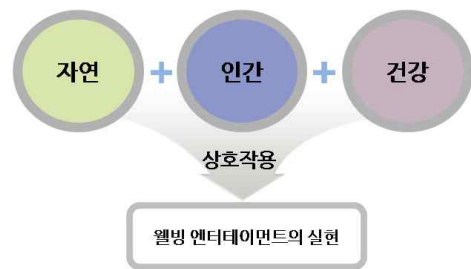 자연 + 인간 + 건강
상호작용
웰빙 엔터테이먼트의 실현